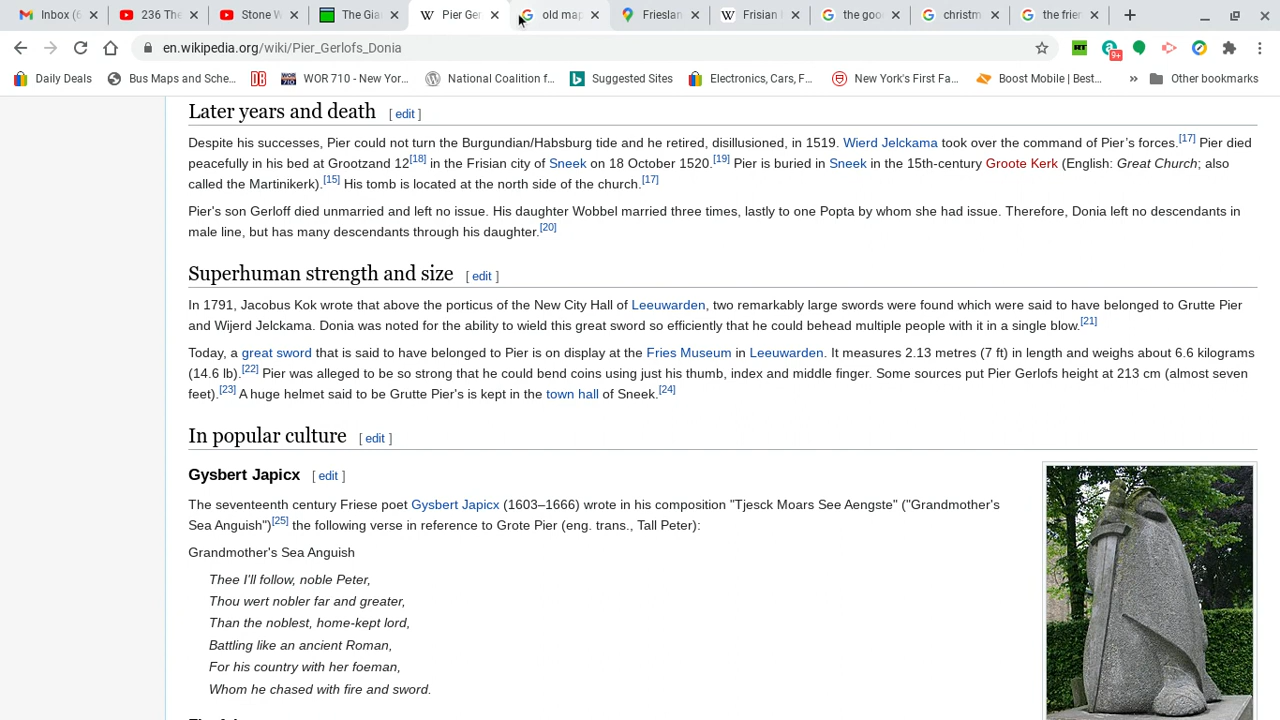 Inbox (6
236 The
Stone W
The Gia
Pier Ger
old map
Frieslan
Frisian I
the goo
christm
the frier
en.wikipedia.org/wiki/Pier_Gerlofs_Donia
RT
9+
Daily Deals
Bus Maps and Sche...
DB
WOR 710 - New Yor...
National Coalition f...
Suggested Sites
Electronics, Cars, F...
New York's First Fa...
Boost Mobile | Best...
»
Other bookmarks
Later years and death [ edit ]
Despite his successes, Pier could not turn the Burgundian/Habsburg tide and he retired, disillusioned, in 1519. Wierd Jelckama took over the command of Pier's forces.[17] Pier died
peacefully in his bed at Grootzand 12[18] in the Frisian city of Sneek on 18 October 1520.[19] Pier is buried in Sneek in the 15th-century Groote Kerk (English: Great Church; also
called the Martinikerk).[15] His tomb is located at the north side of the church.[17]
Pier's son Gerloff died unmarried and left no issue. His daughter Wobbel married three times, lastly to one Popta by whom she had issue. Therefore, Donia left no descendants in
male line, but has many descendants through his daughter.[20]
Superhuman strength and size [ edit ]
In 1791, Jacobus Kok wrote that above the porticus of the New City Hall of Leeuwarden, two remarkably large swords were found which were said to have belonged to Grutte Pier
and Wijerd Jelckama. Donia was noted for the ability to wield this great sword so efficiently that he could behead multiple people with it in a single blow.[21]
Today, a great sword that is said to have belonged to Pier is on display at the Fries Museum in Leeuwarden. It measures 2.13 metres (7 ft) in length and weighs about 6.6 kilograms
(14.6 lb).[22] Pier was alleged to be so strong that he could bend coins using just his thumb, index and middle finger. Some sources put Pier Gerlofs height at 213 cm (almost seven
feet).[23] A huge helmet said to be Grutte Pier's is kept in the town hall of Sneek.[24]
In popular culture [ edit ]
Gysbert Japicx [ edit ]
The seventeenth century Friese poet Gysbert Japicx (1603–1666) wrote in his composition "Tjesck Moars See Aengste" ("Grandmother's
Sea Anguish")[25] the following verse in reference to Grote Pier (eng. trans., Tall Peter):
Grandmother's Sea Anguish
Thee I'll follow, noble Peter,
Thou wert nobler far and greater,
Than the noblest, home-kept lord,
Battling like an ancient Roman,
For his country with her foeman,
Whom he chased with fire and sword.